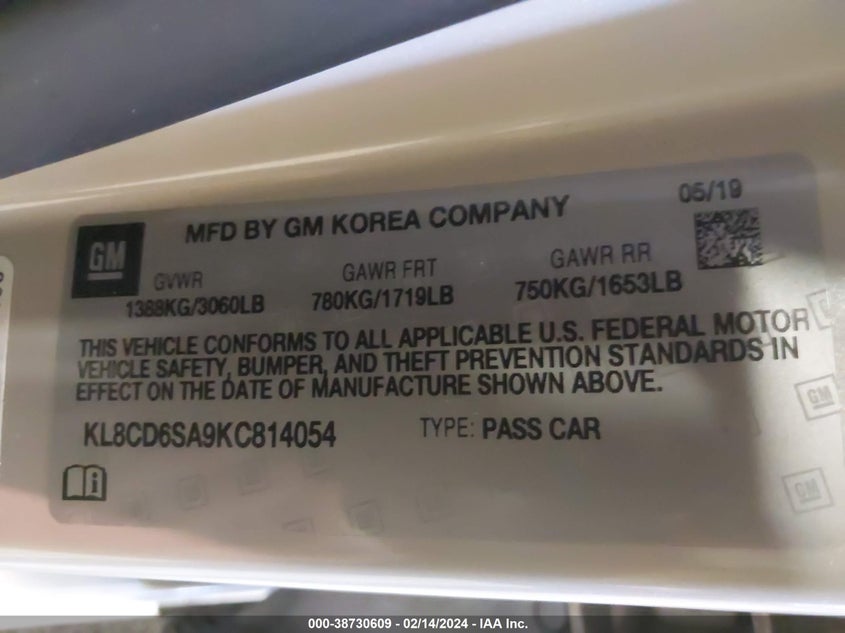 GM
MFD BY GM KOREA COMPANY
05/19
GVWR
GAWR FRT
GAWR RR
1388KG/3060LB
780KG/1719LB
750KG/1653LB
THIS VEHICLE CONFORMS TO ALL APPLICABLE U.S. FEDERAL MOTOR
VEHICLE SAFETY, BUMPER, AND THEFT PREVENTION STANDARDS IN
EFFECT ON THE DATE OF MANUFACTURE SHOWN ABOVE.
KL8CD6SA9KC814054
TYPE: PASS CAR
GM
GM
000-38730609 - 02/14/2024 - IAA Inc.